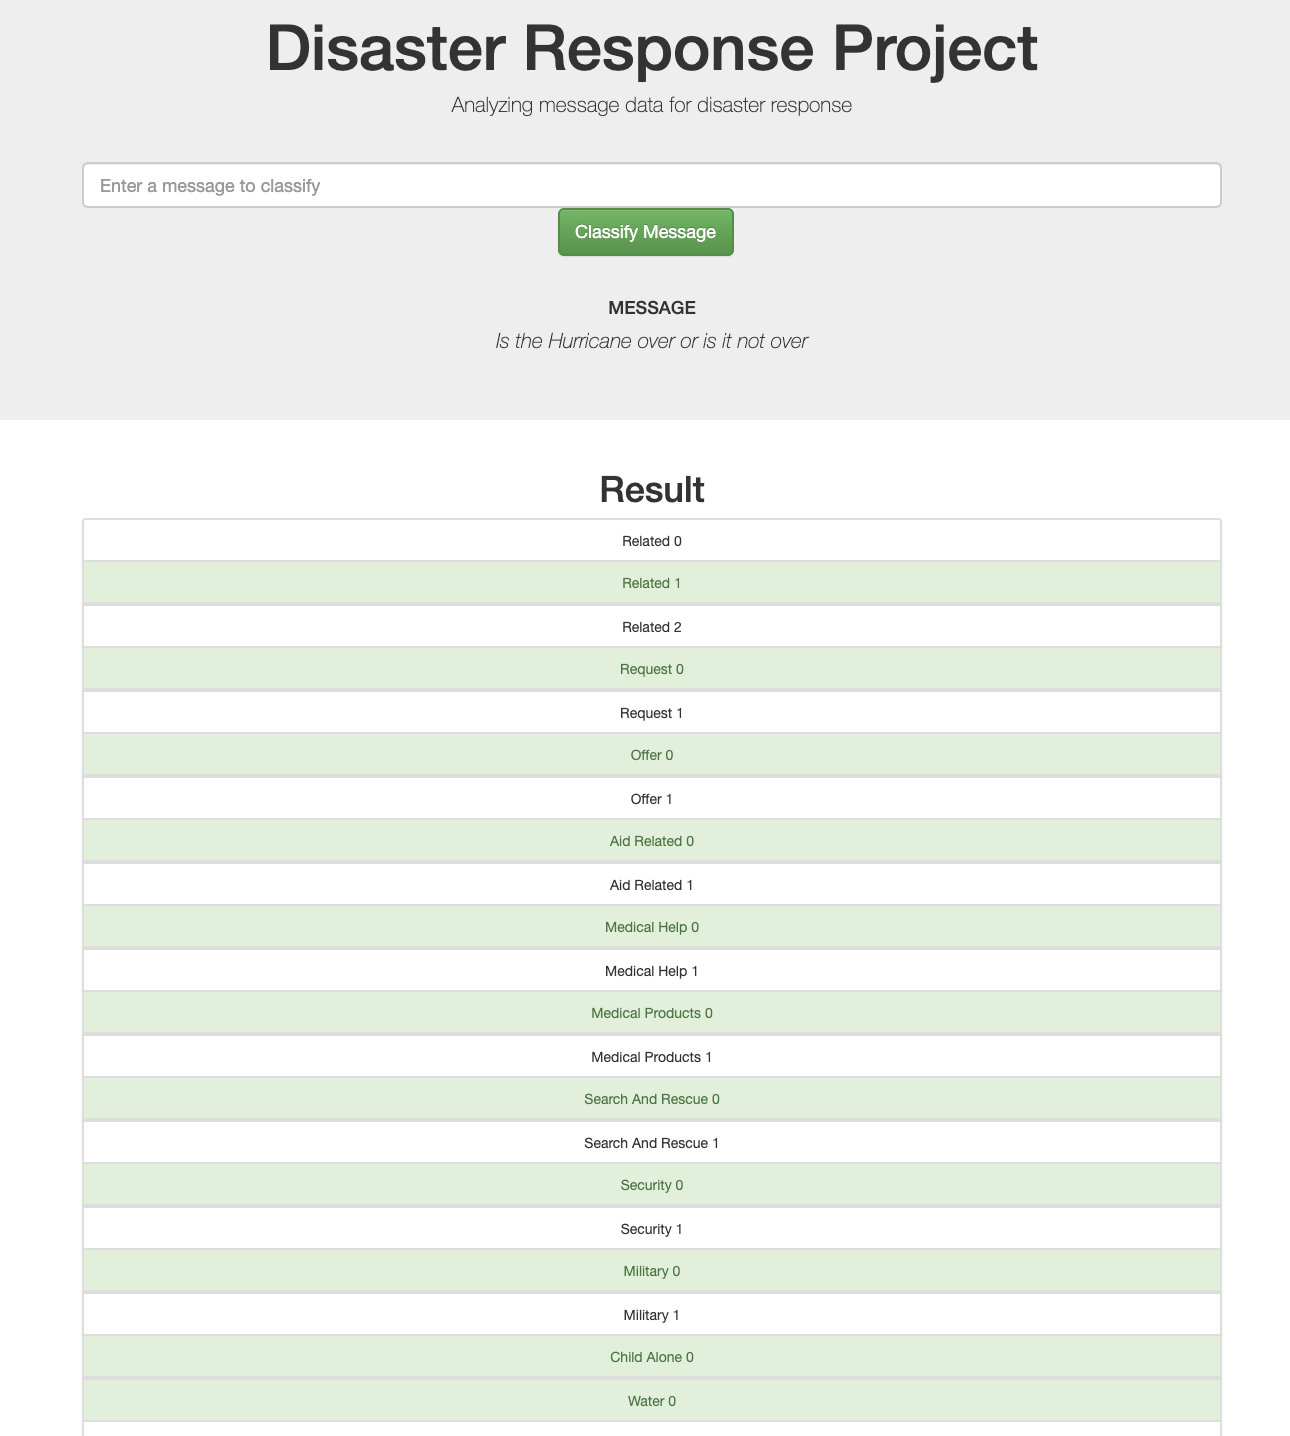 Disaster Response Project
Analyzing message data for disaster response
Enter a message to classify
Classify Message
MESSAGE
Is the Hurricane over or is it not over
Result
Related 0
Related 1
Related 2
Request 0
Request 1
Offer 0
Offer 1
Aid Related 0
Aid Related 1
Medical Help 0
Medical Help 1
Medical Products 0
Medical Products 1
Search And Rescue 0
Search And Rescue 1
Security 0
Security 1
Military 0
Military 1
Child Alone 0
Water 0